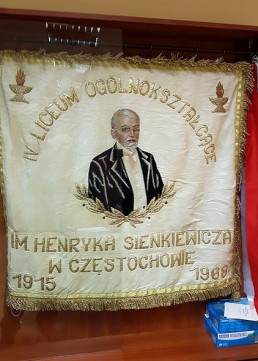 IV LICEUM OGÓLNOKSZTAŁCĄCE
IM HENRYKA SIENKIEWICZA
W CZĘSTOCHOWIE
1915 1969